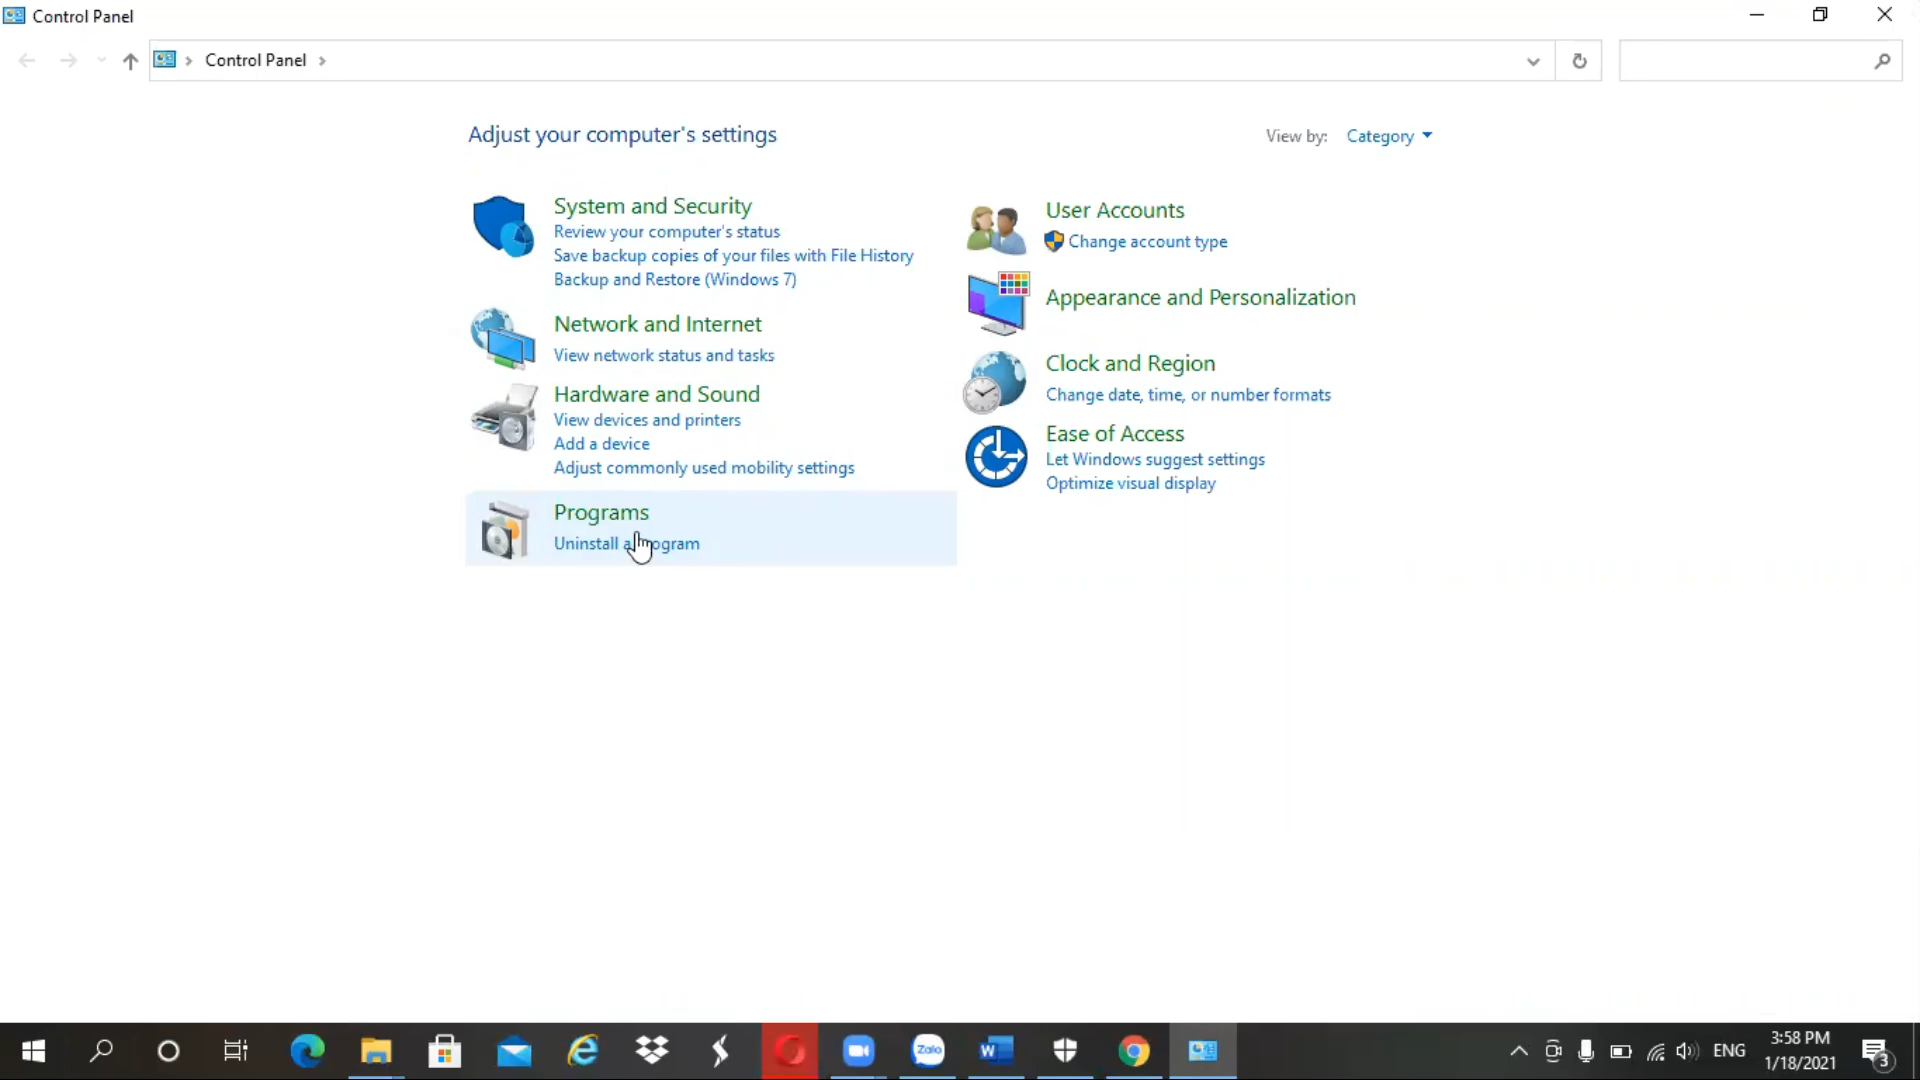 Control Panel
Control Panel
Adjust your computer's settings
View by: Category
System and Security
Review your computer's status
Save backup copies of your files with File History
Backup and Restore (Windows 7)
Network and Internet
View network status and tasks
Hardware and Sound
View devices and printers
Add a device
Adjust commonly used mobility settings
Programs
Uninstall a program
User Accounts
Change account type
Appearance and Personalization
Clock and Region
Change date, time, or number formats
Ease of Access
Let Windows suggest settings
Optimize visual display
Zalo
W
ENG
3:58 PM
1/18/2021
3